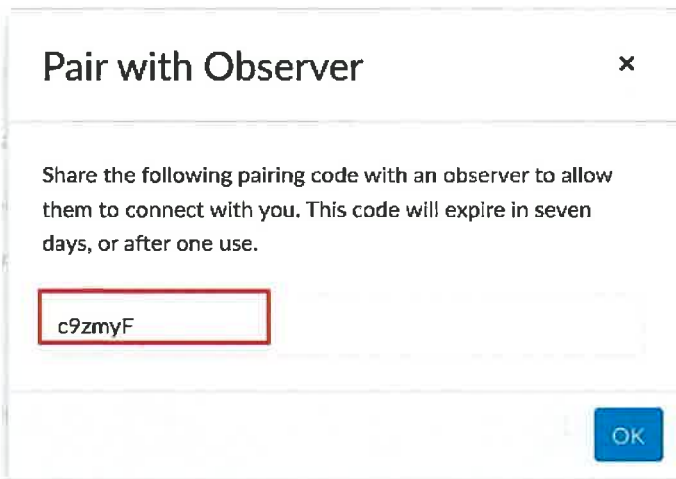 Pair with Observer ×
Share the following pairing code with an observer to allow
them to connect with you. This code will expire in seven
days, or after one use.
c9zmyF
OK